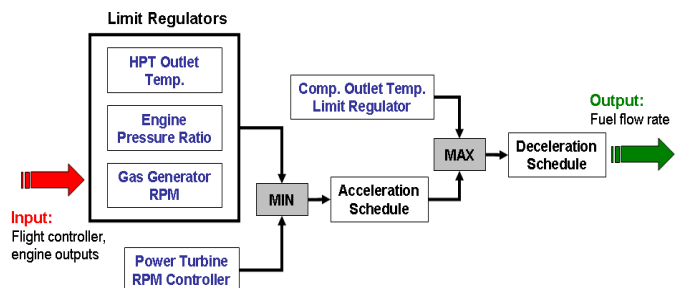 Limit Regulators
HPT Outlet
Temp.
Engine
Pressure Ratio
Gas Generator
RPM
Input:
Flight controller,
engine outputs
Power Turbine
RPM Controller
MIN
Acceleration
Schedule
Comp. Outlet Temp.
Limit Regulator
MAX
Deceleration
Schedule
Output:
Fuel flow rate